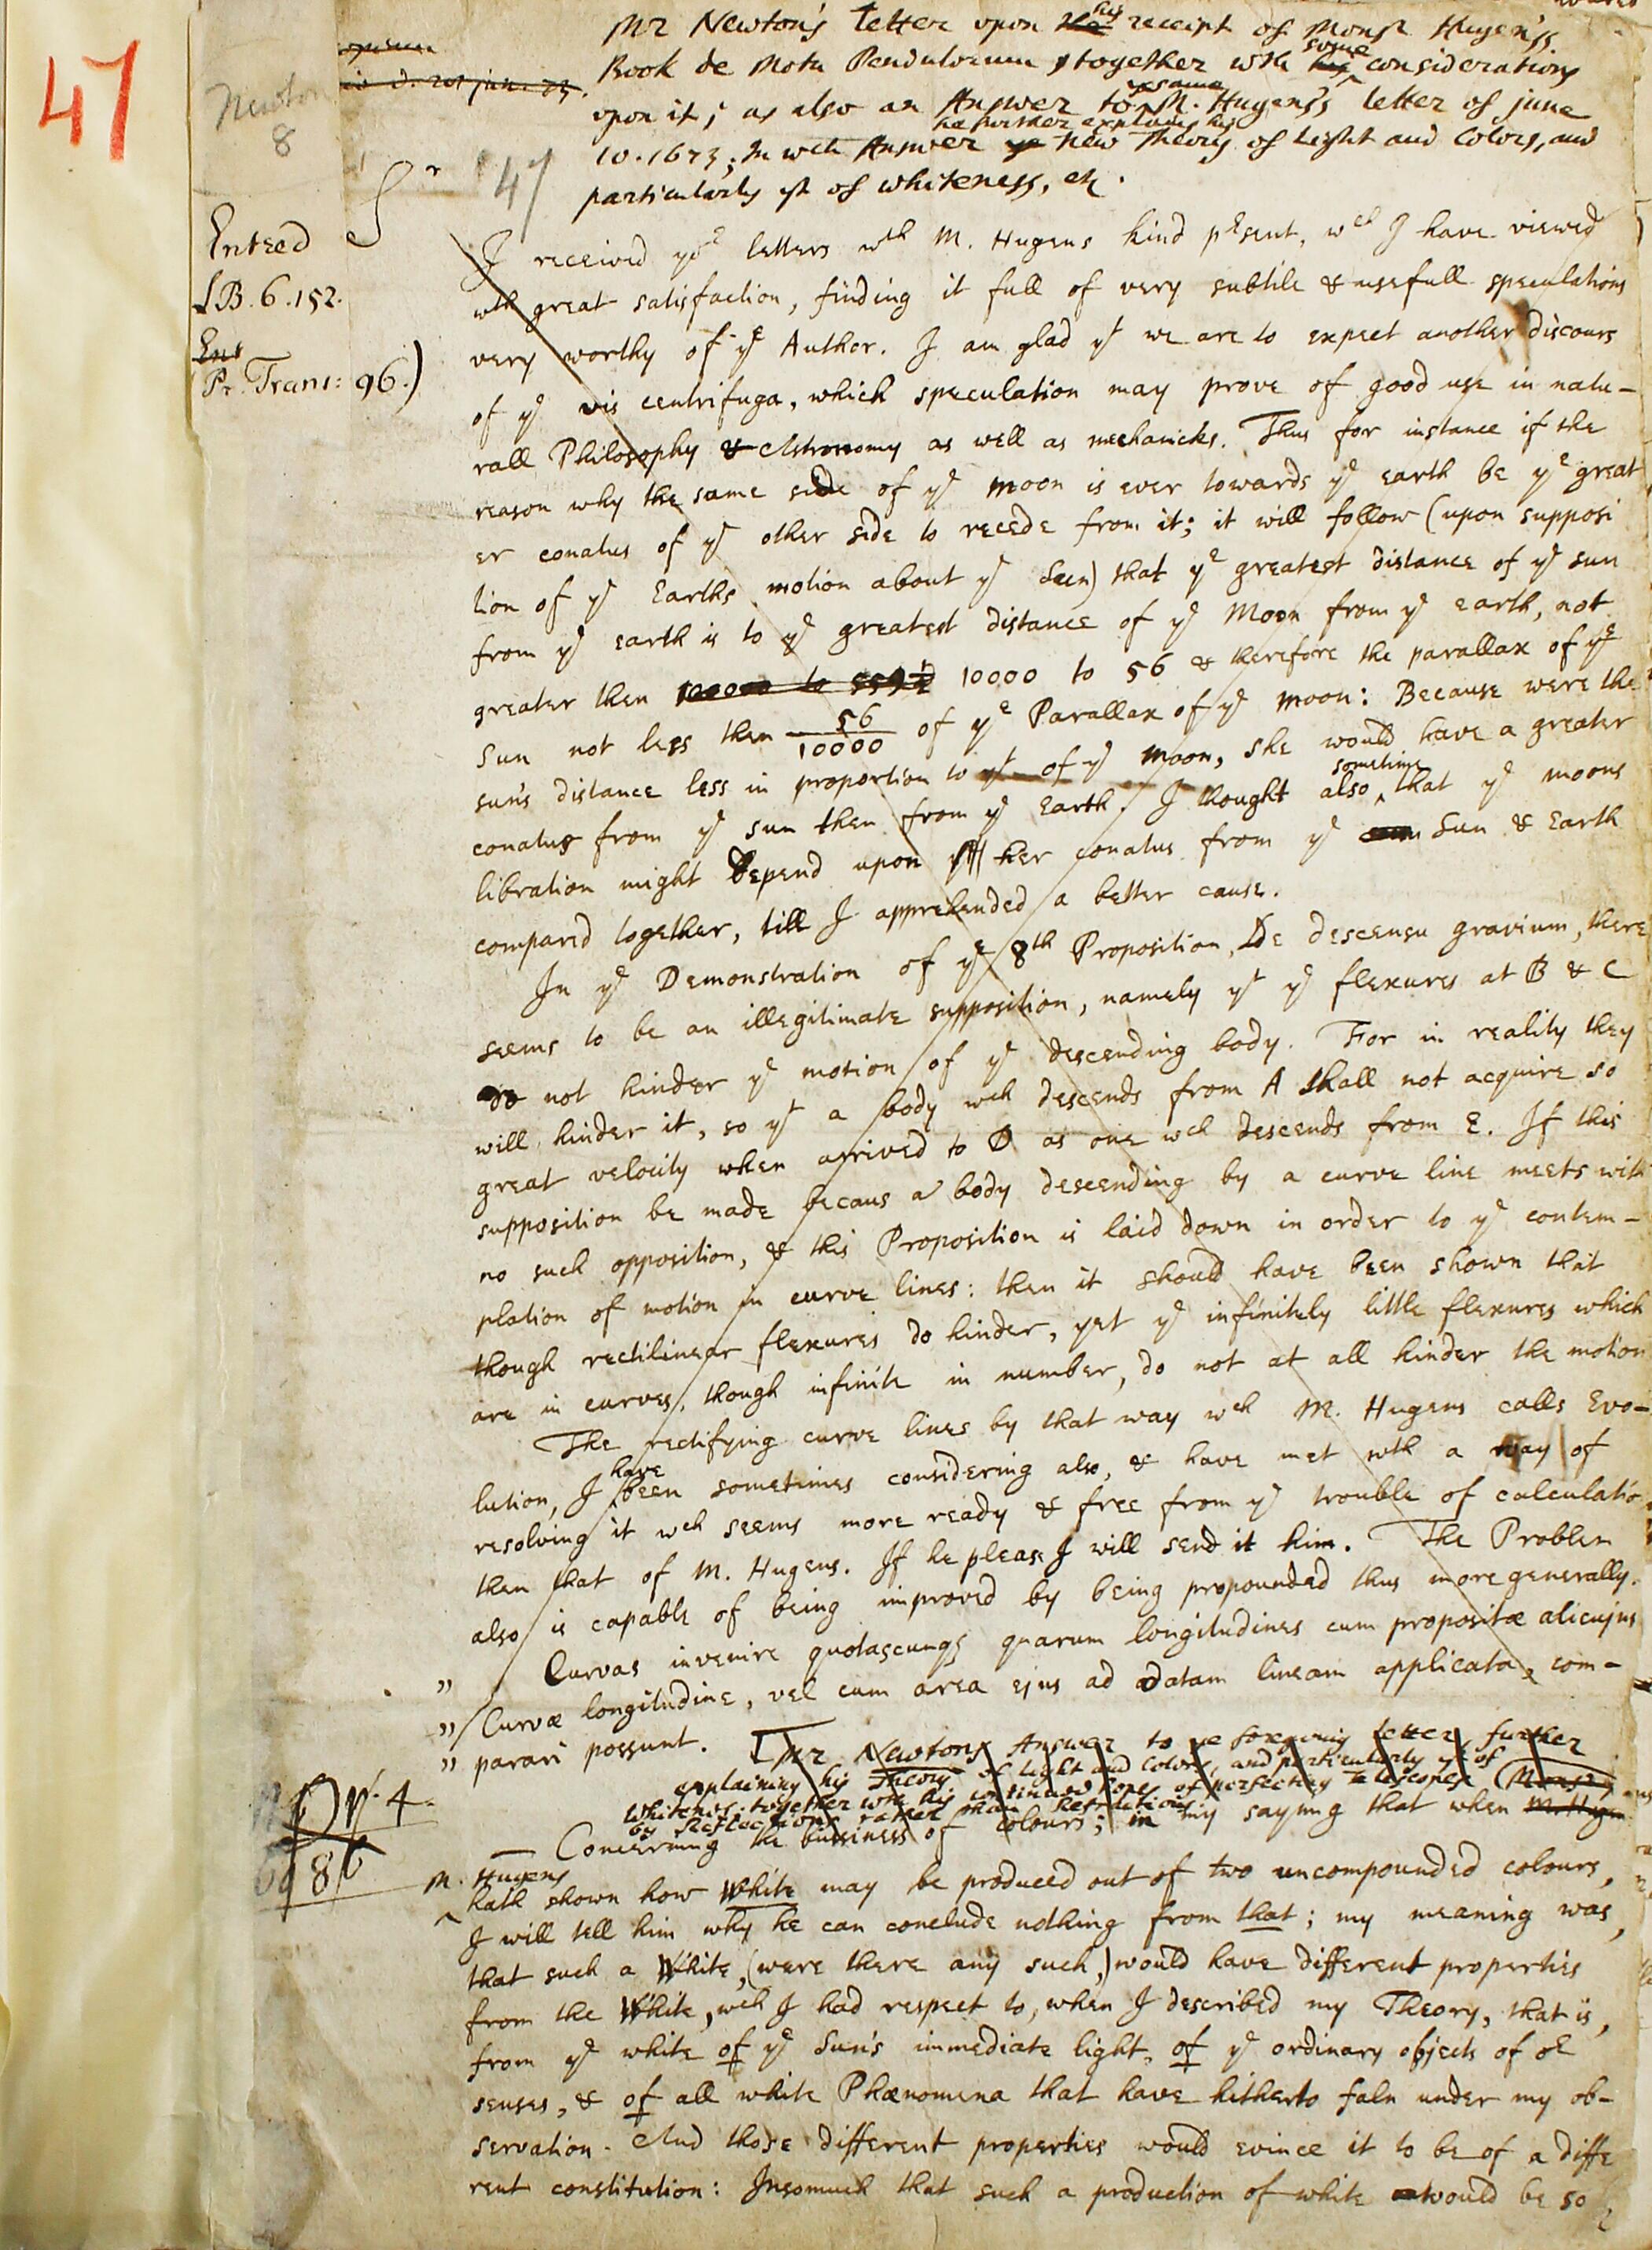 47
Newton
8
Mr Newton's letter upon his receipt of Monsr Hugens's
Book de Motu Pendulorum, together wth some considerations
upon it; as also an Answer to ye same M. Hugens's letter of june
10. 1673; In wch Answer he further explains his New Theory of Light and Colors, and
particularly yt of whiteness, etc.
Sr
47
Entred
LB. 6. 152.
Ent
Pr. Trans: 96.)
I received yor letters wth M. Hugens kind present, wch I have viewed
wth great satisfaction, finding it full of very subtile & usefull speculations
very worthy of ye Author. I am glad yt we are to expect another discours
of ye vis centrifuga, which speculation may prove of good use in natu-
rall Philosophy & Astronomy as well as mechanicks. Thus for instance if the
reason why the same side of ye moon is ever towards ye earth be ye great
er conatus of ye other side to recede from it; it will follow (upon supposi
tion of ye Earths motion about ye Sun) that ye greatest distance of ye sun
from ye earth is to ye greatest distance of ye Moon from ye earth, not
greater then 10000 to 56 & therefore the parallax of ye
Sun not less then 56/10000 of ye Parallax of ye Moon: Because were the
sun's distance less in proportion to yt of ye Moon, she would have a greater
conatus from ye sun then from ye Earth. I thought also sometime that ye moons
libration might depend upon her conatus from ye Sun & Earth
compared together, till I apprehended a better cause.
In ye Demonstration of ye 8th Proposition, De descensu gravium, there
seems to be an illegitimate supposition, namely yt ye flexures at B & C
do not hinder ye motion of ye descending body. For in reality they
will hinder it, so yt a body wch descends from A shall not acquire so
great velocity when arrived to D as one wch descends from E. If this
supposition be made becaus a body descending by a curve line meets with
no such opposition, & this Proposition is laid down in order to ye contem-
plation of motion in curve lines: then it should have been shown that
though rectilinear flexures do hinder, yet ye infinitely little flexures which
are in curves, though infinite in number, do not at all hinder the motion
The rectifying curve lines by that way wch M. Hugens calls Evo-
lution, I have been sometimes considering also, & have met wth a way of
resolving it wch seems more ready & free from ye trouble of calculatio
then that of M. Hugens. If he please I will send it him. The Problem
also is capable of being improved by being propounded thus more generally.
" Curvas invenire quotascunqs quarum longitudines cum propositæ alicujus
" Curvæ longitudine, vel cum area ejus ad datam lineam applicata, com-
" parari possunt.
[Mr Newtons Answer to ye foregoing letter further
explaining his Theory of Light and Colors, and particularly yt of
Whitenes; together wth his continued hopes of perfecting Telescopes
by Reflections rather than Refractions
N. 4.
86
Concerning the bussiness of colours; in my saying that when
M. Hugens
hath shown how White may be produced out of two uncompounded colours,
I will tell him why he can conclude nothing from that; my meaning was,
that such a White, (were there any such,) would have different properties
from the White, wch I had respect to, when I described my Theory, that is,
from ye white of ye Sun's immediate light, of ye ordinary objects of or
senses, & of all white Phænomena that have hitherto faln under my ob-
servation. And those different properties would evince it to be of a diffe
rent constitution: Insomuch that such a production of white would be so